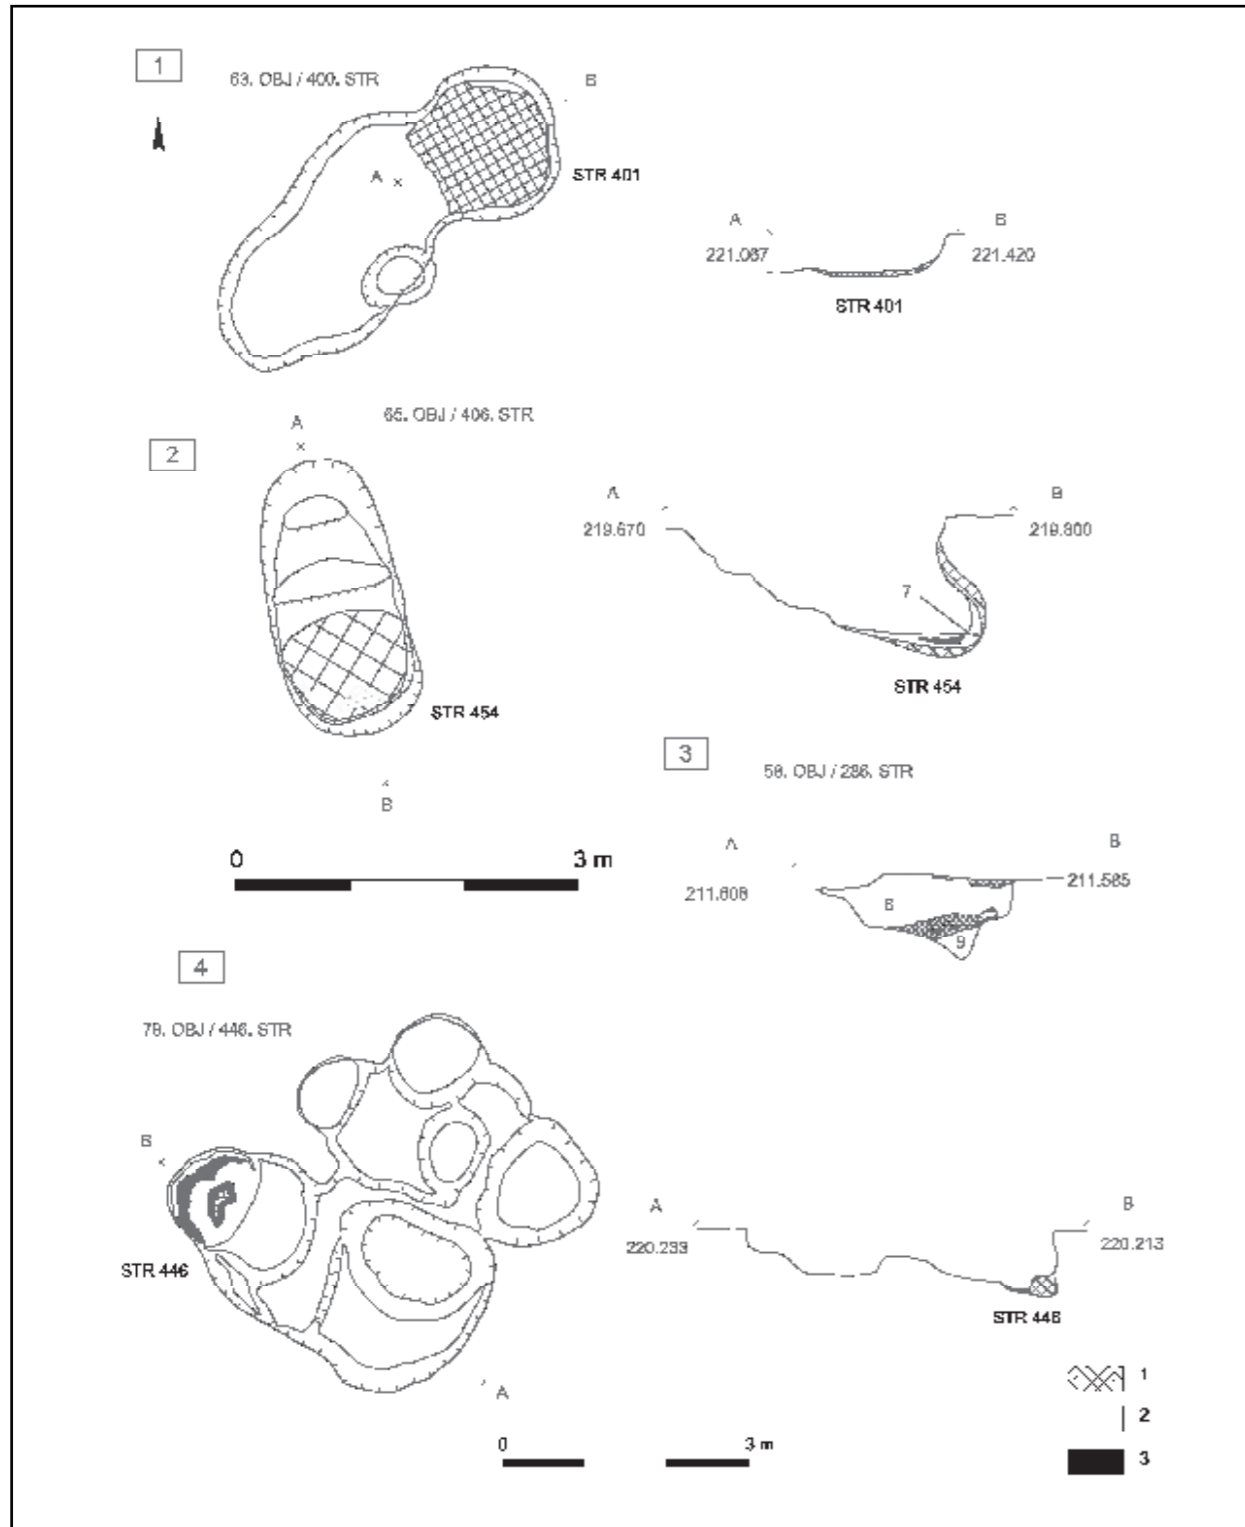 1
63. OBJ / 400. STR
B
A
STR 401
A
B
221.067
221.420
STR 401
65. OBJ / 406. STR
A
2
A
B
219.670
219.800
7
STR 454
STR 454
B
3
58. OBJ / 286. STR
0
3 m
A
B
211.608
211.585
8
9
4
78. OBJ / 446. STR
B
STR 446
A
A
B
220.233
220.213
STR 446
0
3 m
1
2
3